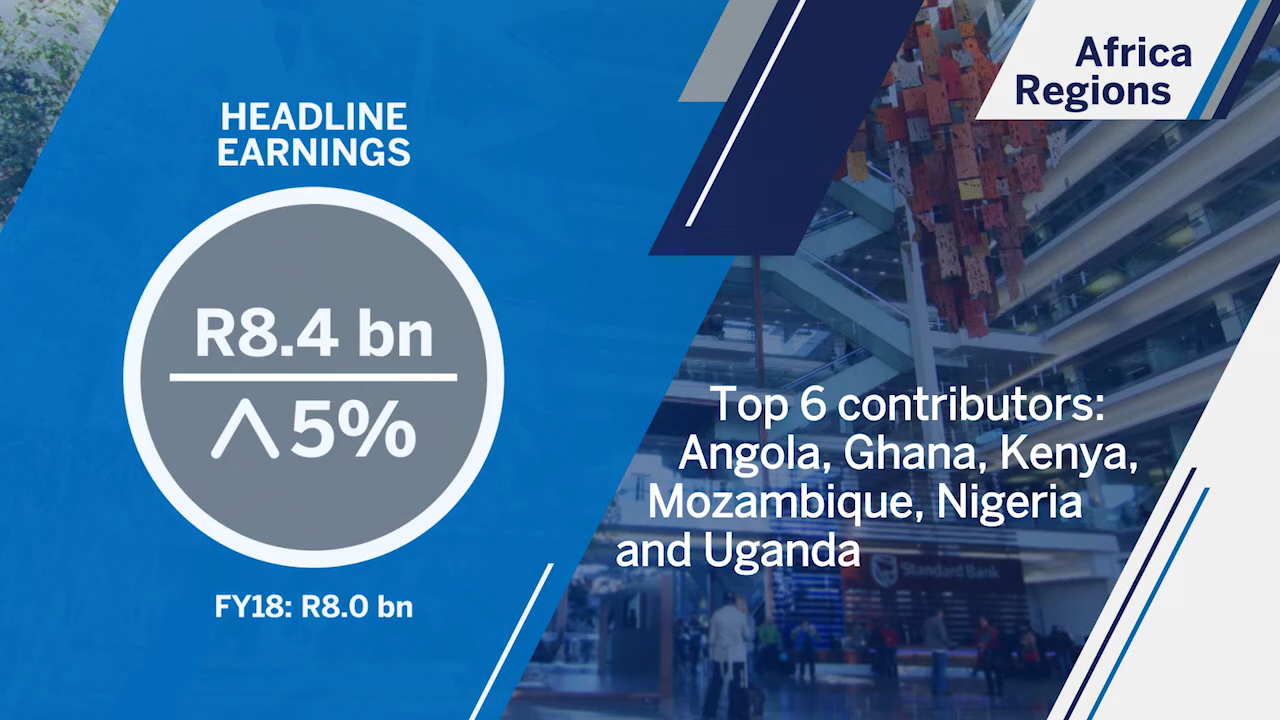 HEADLINE
EARNINGS
R8.4 bn
5%
FY18: R8.0 bn
Africa
Regions
Top 6 contributors:
Angola, Ghana, Kenya,
Mozambique, Nigeria
and Uganda
Standard Bank